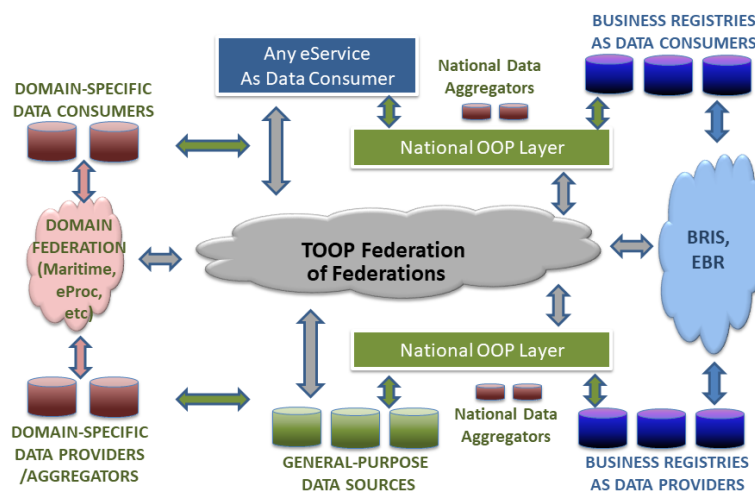 BUSINESS REGISTRIES
AS DATA CONSUMERS
Any eService
As Data Consumer
National Data
Aggregators
DOMAIN-SPECIFIC
DATA CONSUMERS
National OOP Layer
DOMAIN
FEDERATION
(Maritime,
eProc,
etc)
TOOP Federation
of Federations
BRIS,
EBR
National OOP Layer
National Data
Aggregators
DOMAIN-SPECIFIC
DATA PROVIDERS
/AGGREGATORS
GENERAL-PURPOSE
DATA SOURCES
BUSINESS REGISTRIES
AS DATA PROVIDERS